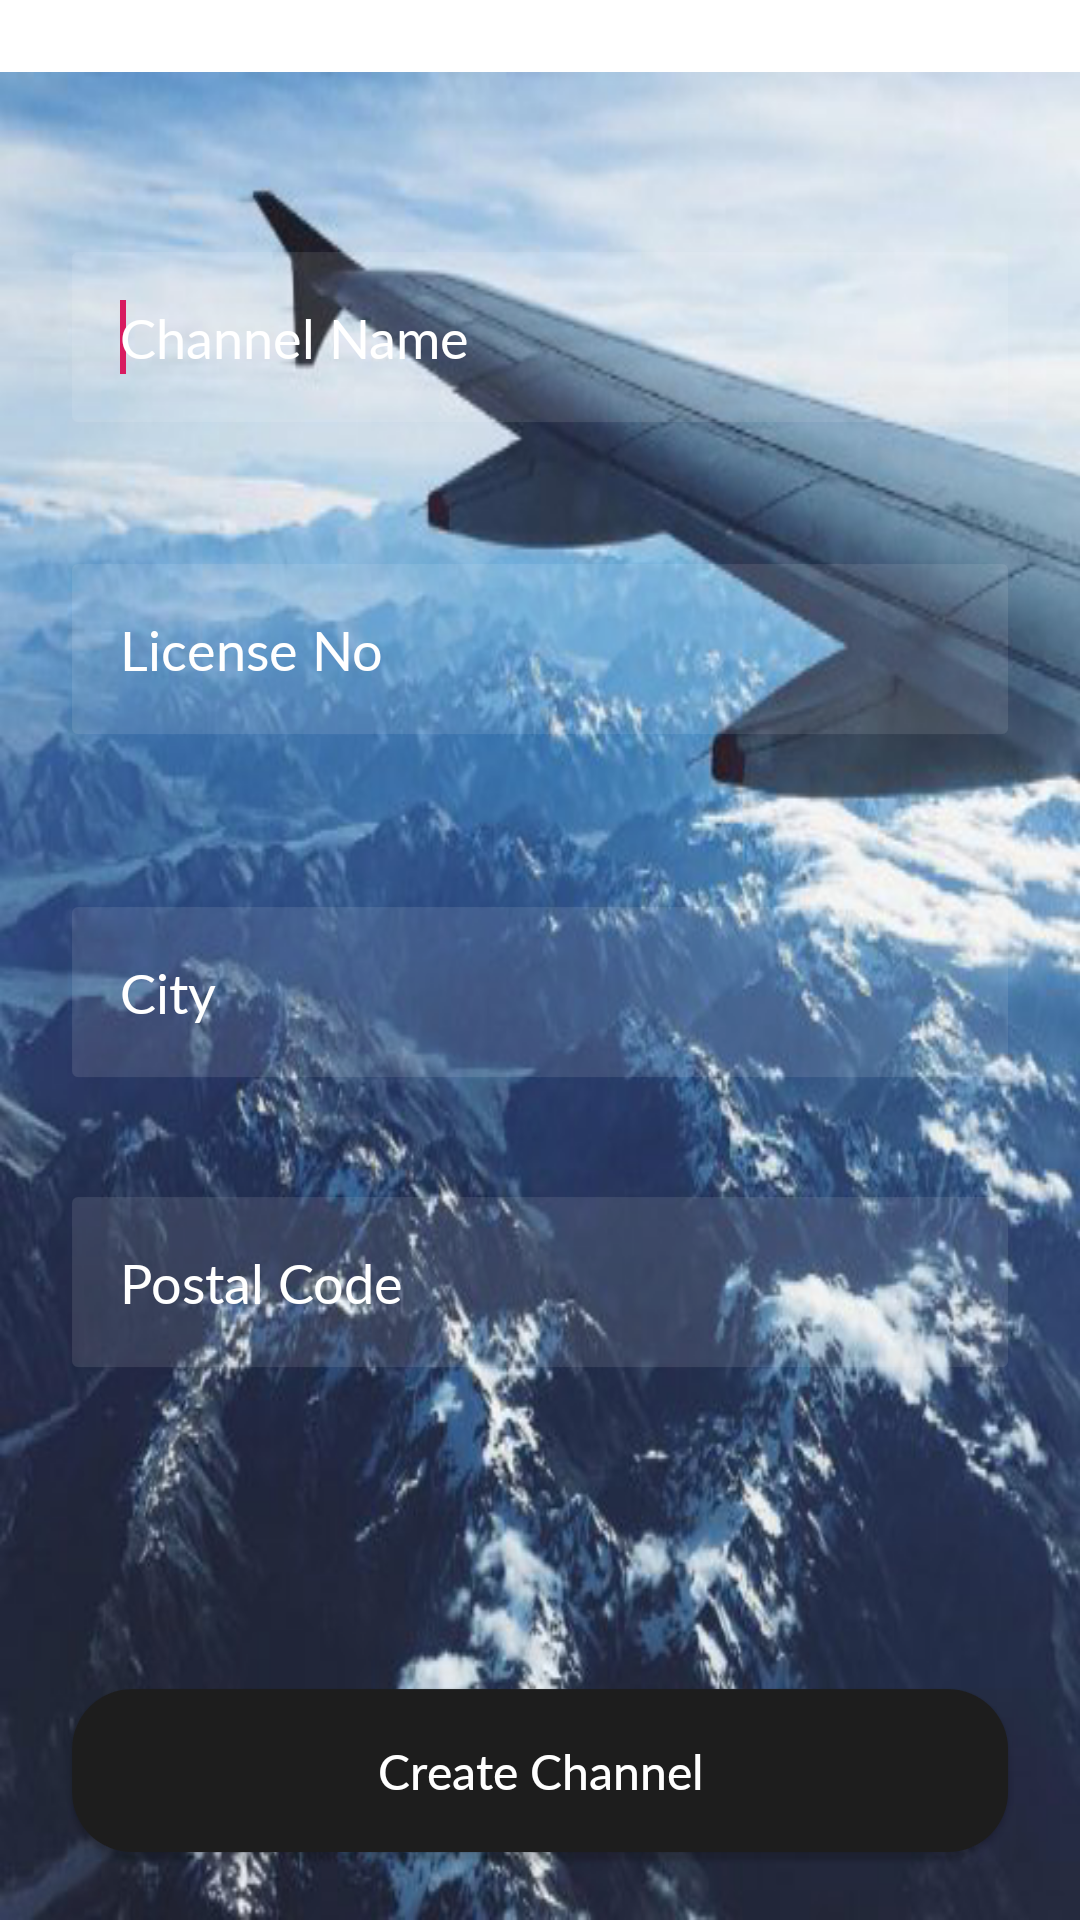 Channel Name
License No
City
Postal Code
Create Channel